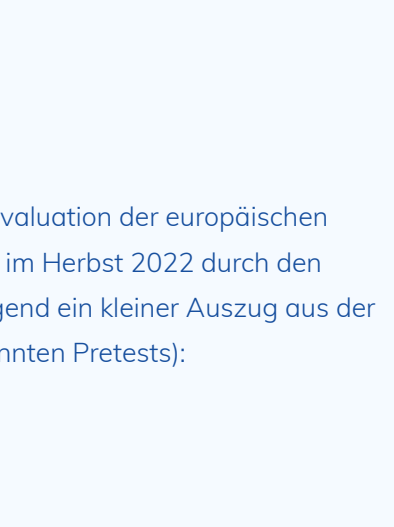 valuation der europäischen
im Herbst 2022 durch den
gend ein kleiner Auszug aus der
nnten Pretests):